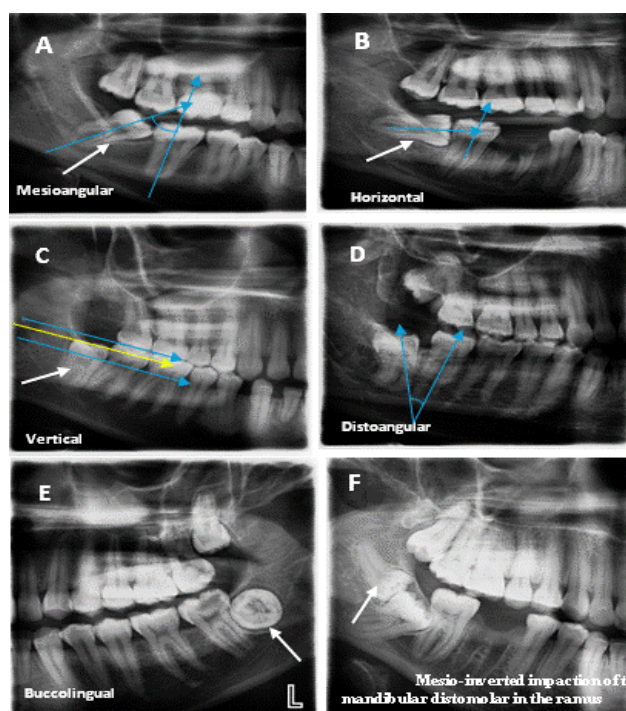 A
Mesioangular
B
Horizontal
C
Vertical
D
Distoangular
E
Buccolingual
L
F
Mesio-inverted impaction of t
mandibular distomolar in the ramus